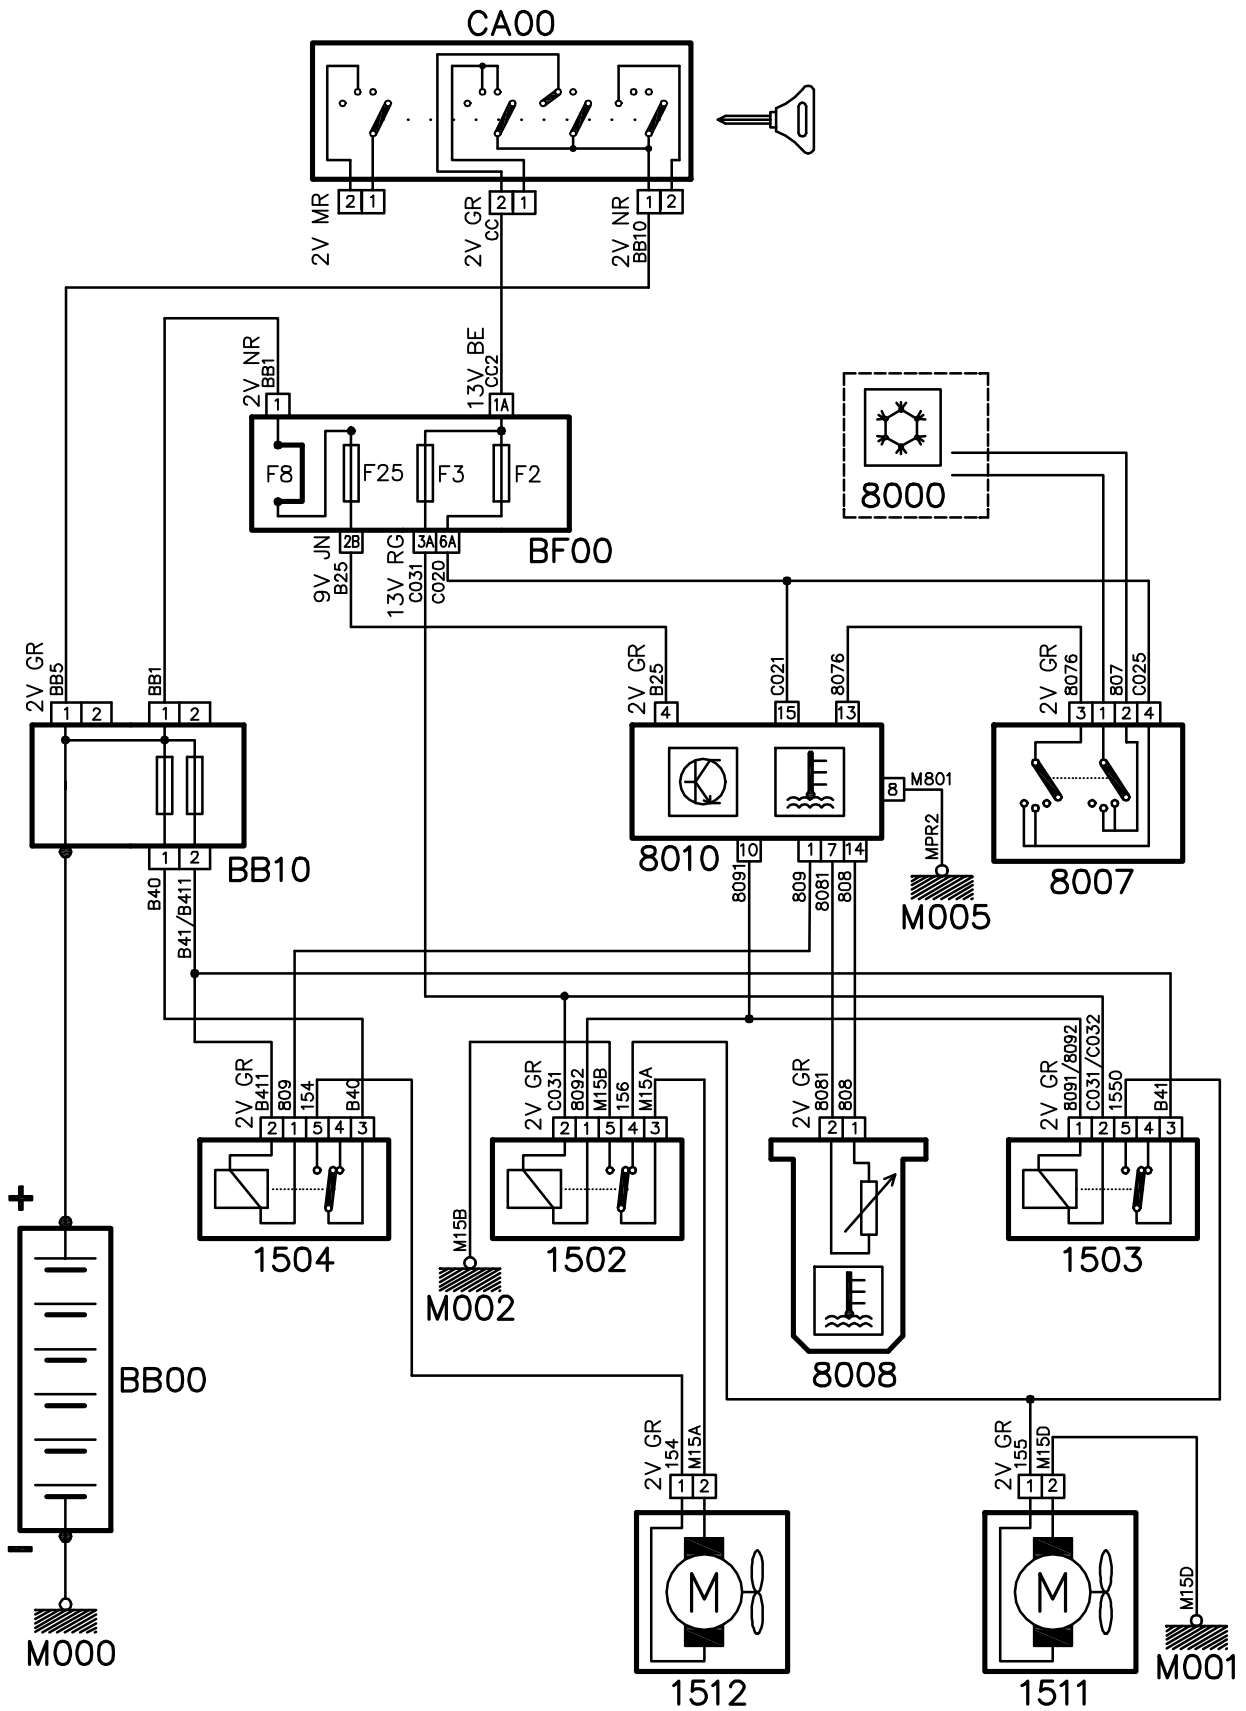 CA00
2 1 2 1 1 2
2V MR
2V GR
CC
2V NR
BB10
2V NR
BB1
13V BE
CC2
1 1A
F8 F25 F3 F2
8000
2B 3A 6A
BF00
9V JN
B25
13V RG
C031
C020
2V GR
BB5
BB1
2V GR
B25
C021
8076
2V GR
8076
807
C025
1 2 1 2
4 15 13
3 1 2 4
8 M801
MPR2
1 2
BB10
10 1 7 14
8010
8007
B40
B41/B411
8091
809
8081
808
M005
2V GR
B411
809
154
B40
2V GR
C031
8092
M15B
156
M15A
2V GR
8081
808
2V GR
8091/8092
C031/C032
1550
B41
2 1 5 4 3
2 1 5 4 3
2 1
1 2 5 4 3
+
M15B
1504
1502
1503
M002
8008
BB00
2V GR
154
M15A
2V GR
155
M15D
1 2
1 2
-
M
M
M15D
M000
M001
1512
1511